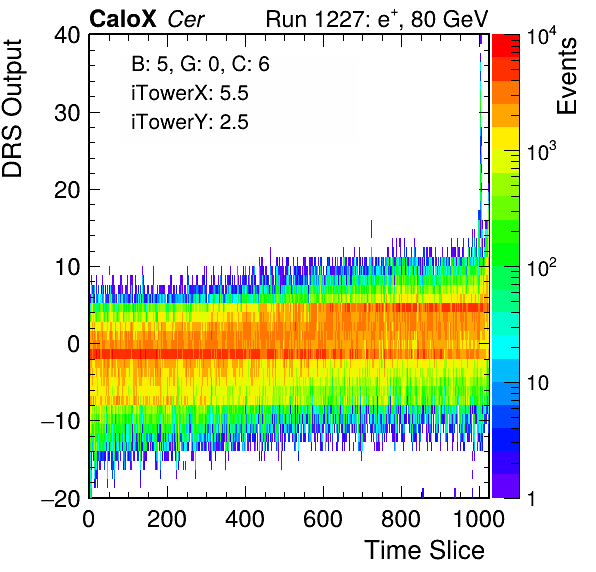 CaloX Cer Run 1227: e⁺, 80 GeV
B: 5, G: 0, C: 6
iTowerX: 5.5
iTowerY: 2.5
DRS Output
40
30
20
10
0
−10
−20
0 200 400 600 800 1000
Time Slice
Events
10⁴
10³
10²
10
1